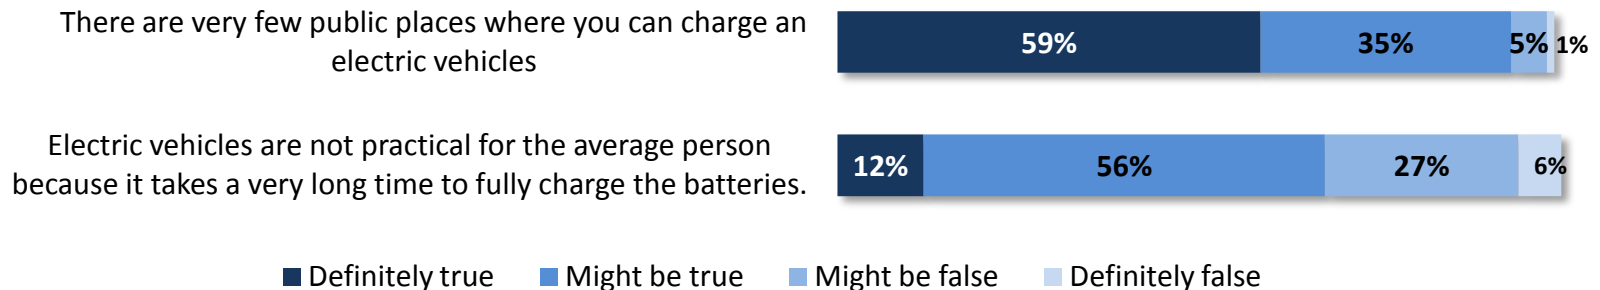 There are very few public places where you can charge an
electric vehicles
59% 35% 5% 1%
Electric vehicles are not practical for the average person
because it takes a very long time to fully charge the batteries.
12% 56% 27% 6%
Definitely true Might be true Might be false Definitely false